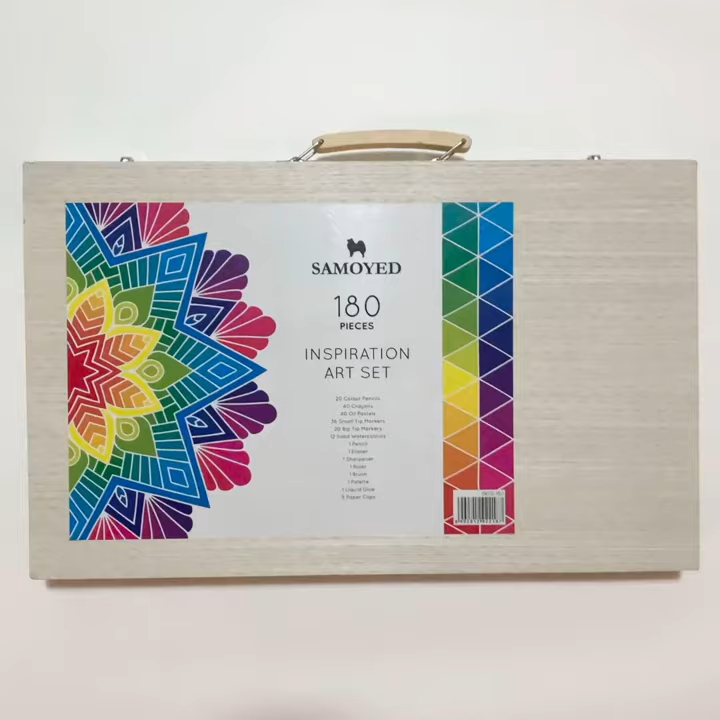 SAMOYED
180
PIECES
INSPIRATION
ART SET
20 Colour Pencils
40 Crayons
40 Oil Pastels
36 Small Tip Markers
20 Big Tip Markers
12 Solid Watercolours
1 Pencil
1 Eraser
1 Sharpener
1 Ruler
1 Brush
1 Palette
1 Liquid Glue
5 Paper Clips